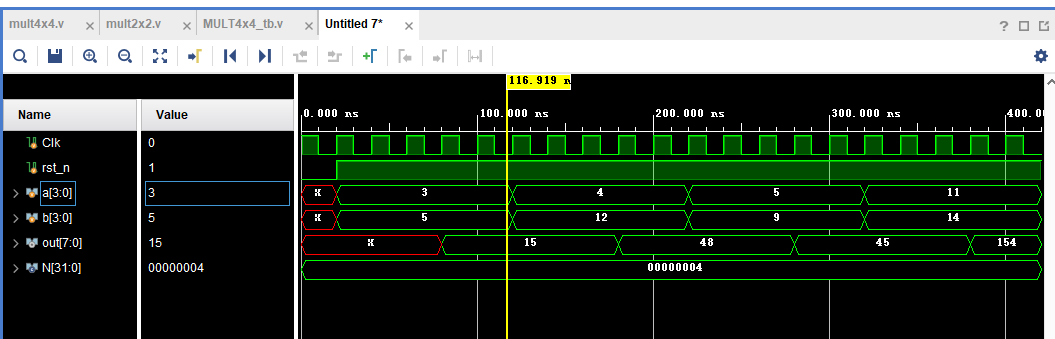 mult4x4.v × mult2x2.v × MULT4x4_tb.v × Untitled 7* ×
?
116.919 n
Name Value
0.000 ns 100.000 ns 200.000 ns 300.000 ns 400.0
Clk 0
rst_n 1
a[3:0] 3 X 3 4 5 11
b[3:0] 5 X 5 12 9 14
out[7:0] 15 X 15 48 45 154
N[31:0] 00000004 00000004